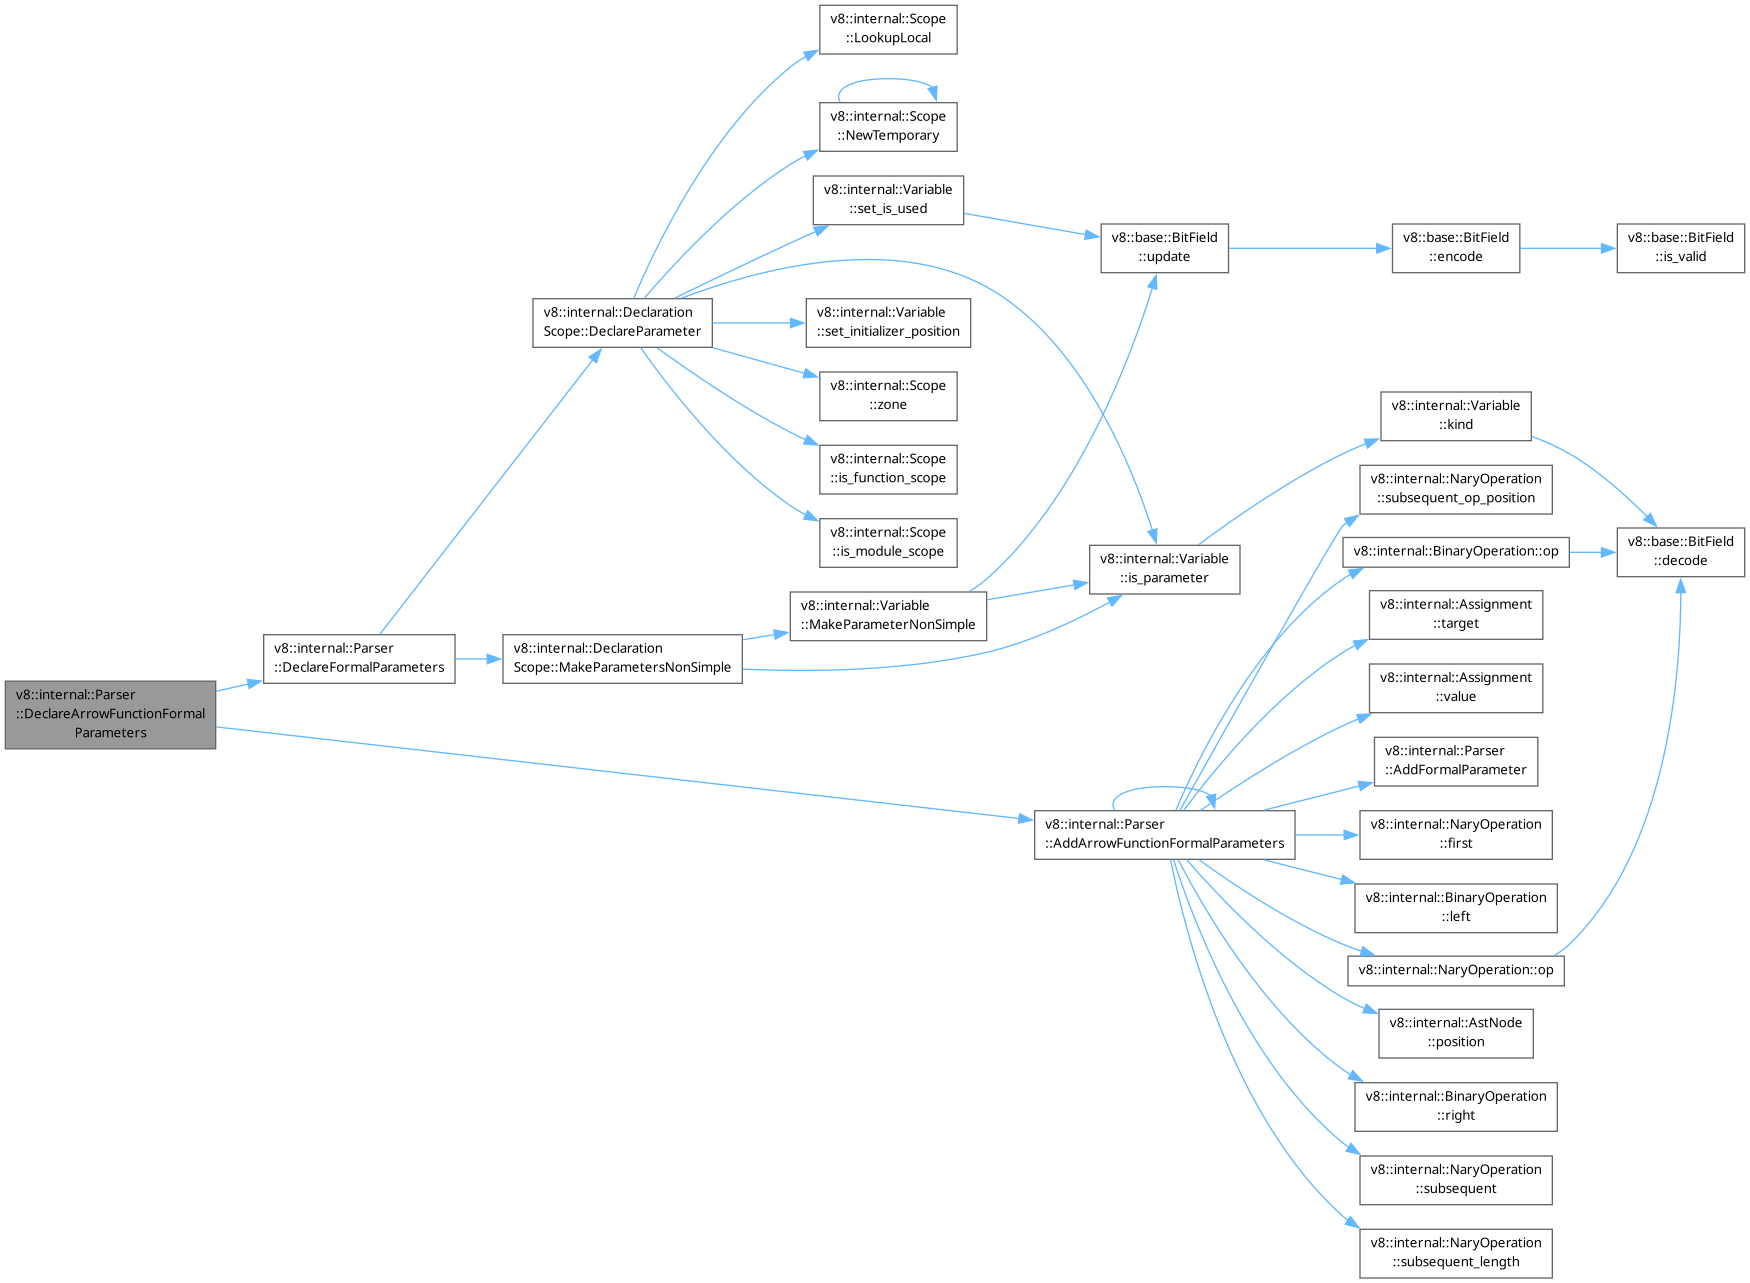 v8::internal::Scope
::LookupLocal
v8::internal::Scope
::NewTemporary
v8::internal::Variable
::set_is_used
v8::base::BitField
::update
v8::base::BitField
::encode
v8::base::BitField
::is_valid
v8::internal::Declaration
Scope::DeclareParameter
v8::internal::Variable
::set_initializer_position
v8::internal::Scope
::zone
v8::internal::Scope
::is_function_scope
v8::internal::Scope
::is_module_scope
v8::internal::Variable
::kind
v8::internal::NaryOperation
::subsequent_op_position
v8::internal::BinaryOperation::op
v8::base::BitField
::decode
v8::internal::Variable
::is_parameter
v8::internal::Variable
::MakeParameterNonSimple
v8::internal::Assignment
::target
v8::internal::Parser
::DeclareFormalParameters
v8::internal::Declaration
Scope::MakeParametersNonSimple
v8::internal::Parser
::DeclareArrowFunctionFormal
Parameters
v8::internal::Assignment
::value
v8::internal::Parser
::AddFormalParameter
v8::internal::Parser
::AddArrowFunctionFormalParameters
v8::internal::NaryOperation
::first
v8::internal::BinaryOperation
::left
v8::internal::NaryOperation::op
v8::internal::AstNode
::position
v8::internal::BinaryOperation
::right
v8::internal::NaryOperation
::subsequent
v8::internal::NaryOperation
::subsequent_length